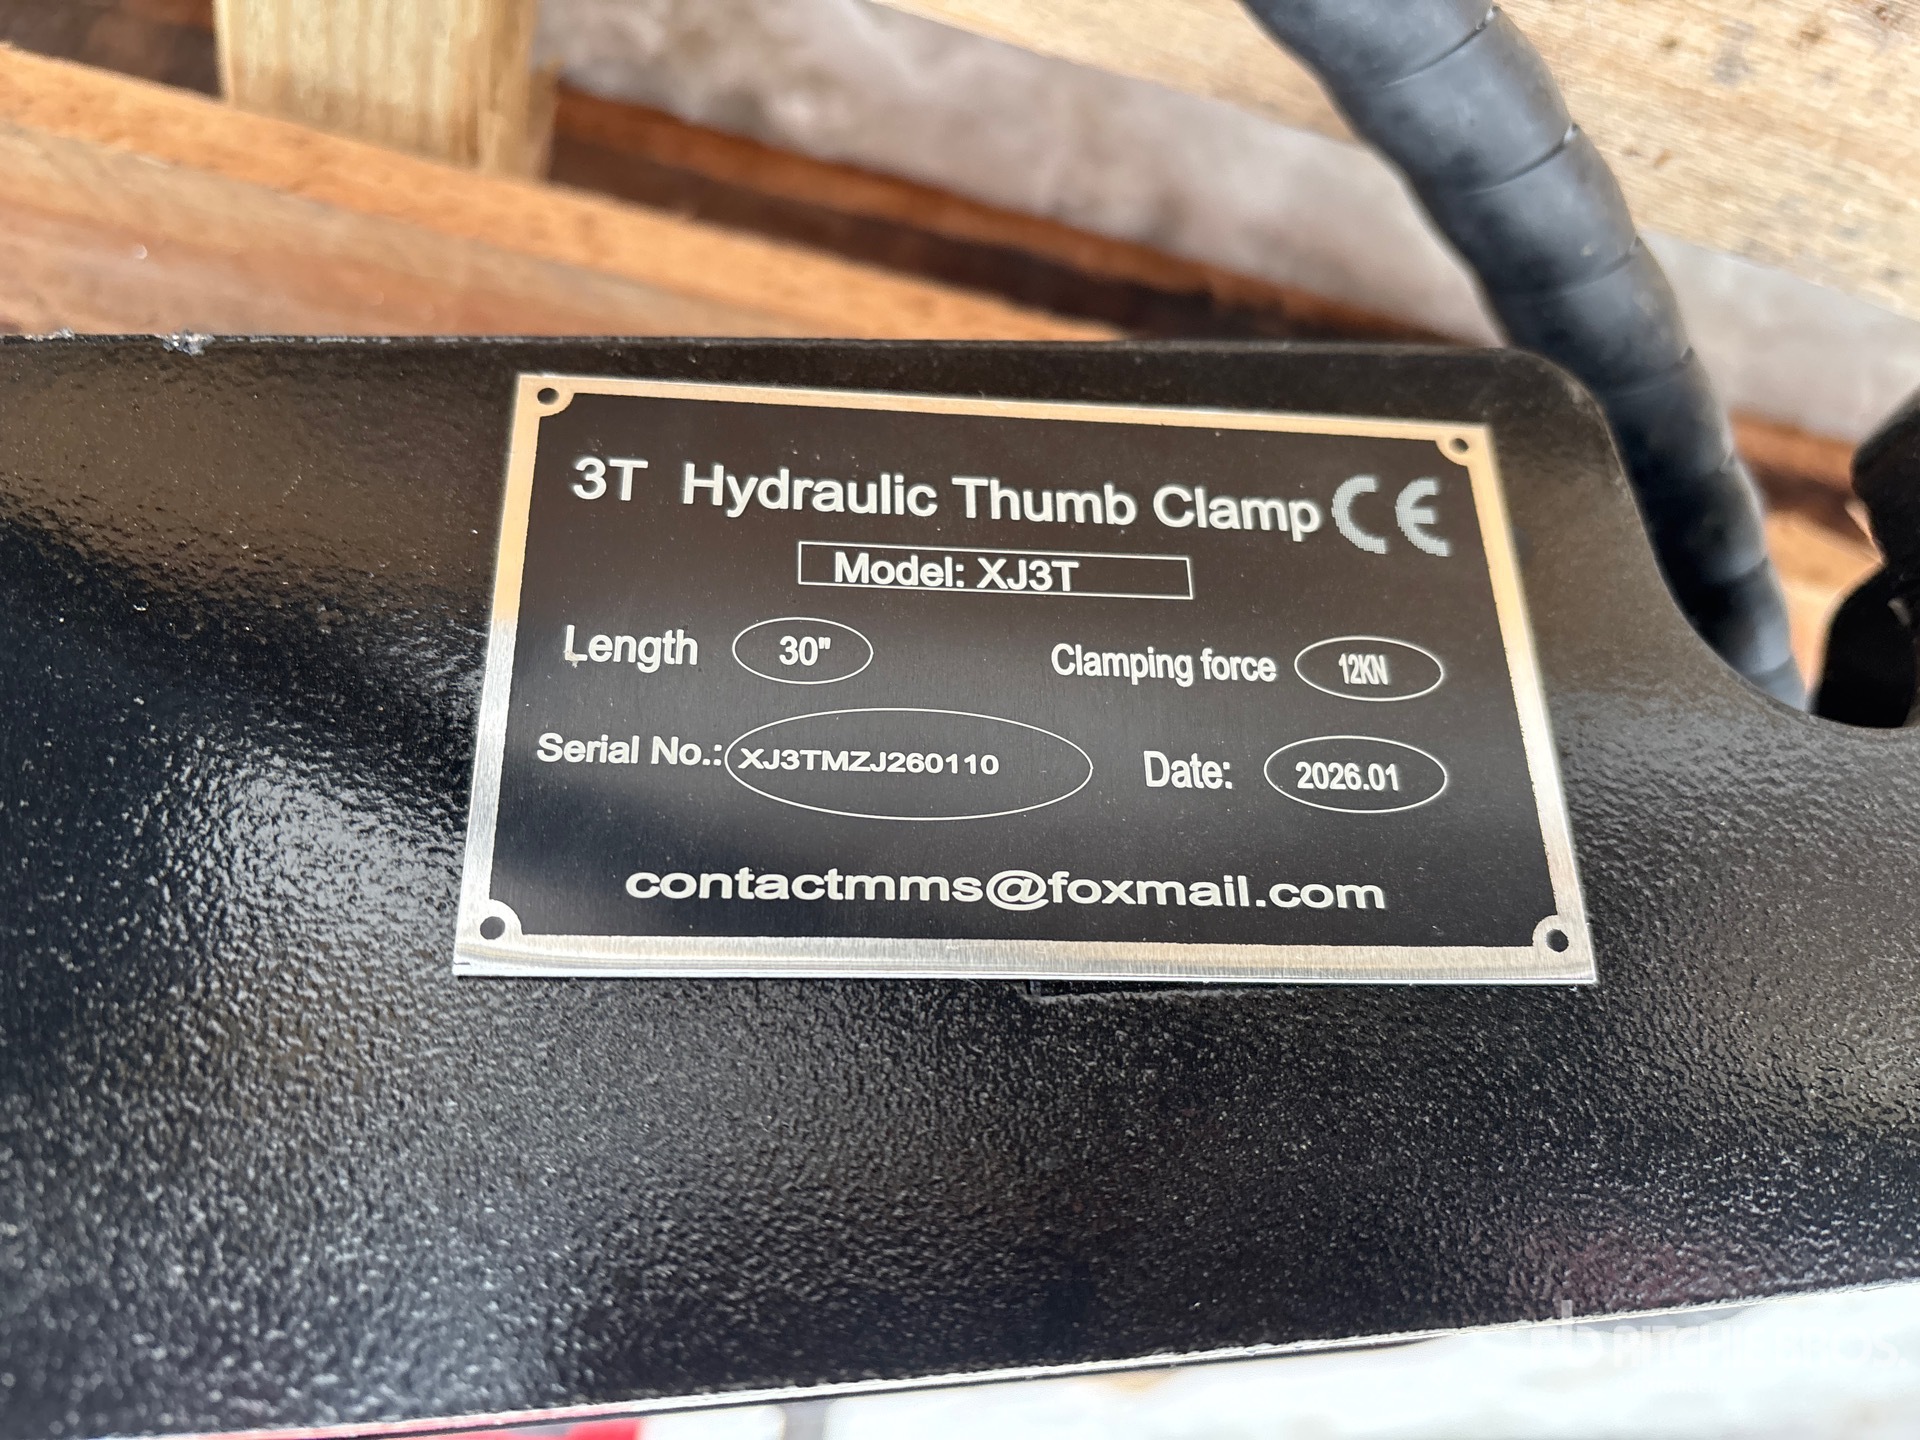 3T Hydraulic Thumb Clamp CE
Model: XJ3T
Length 30" Clamping force 12KN
Serial No.: XJ3TMZJ260110 Date: 2026.01
contactmms@foxmail.com